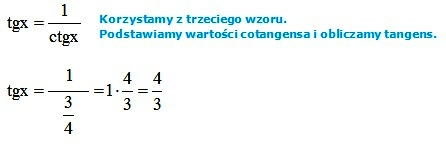 tgx = 1/ctgx Korzystamy z trzeciego wzoru.
Podstawiamy wartości cotangensa i obliczamy tangens.
tgx = 1/(3/4) = 1 · 4/3 = 4/3